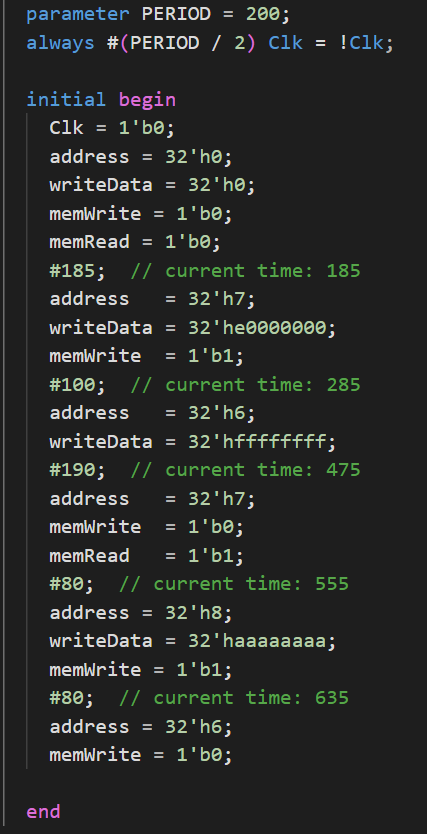 parameter PERIOD = 200;
always #(PERIOD / 2) Clk = !Clk;
initial begin
Clk = 1'b0;
address = 32'h0;
writeData = 32'h0;
memWrite = 1'b0;
memRead = 1'b0;
#185;  // current time: 185
address   = 32'h7;
writeData = 32'he0000000;
memWrite  = 1'b1;
#100;  // current time: 285
address   = 32'h6;
writeData = 32'hffffffff;
#190;  // current time: 475
address   = 32'h7;
memWrite  = 1'b0;
memRead   = 1'b1;
#80;  // current time: 555
address = 32'h8;
writeData = 32'haaaaaaaa;
memWrite = 1'b1;
#80;  // current time: 635
address = 32'h6;
memWrite = 1'b0;
end